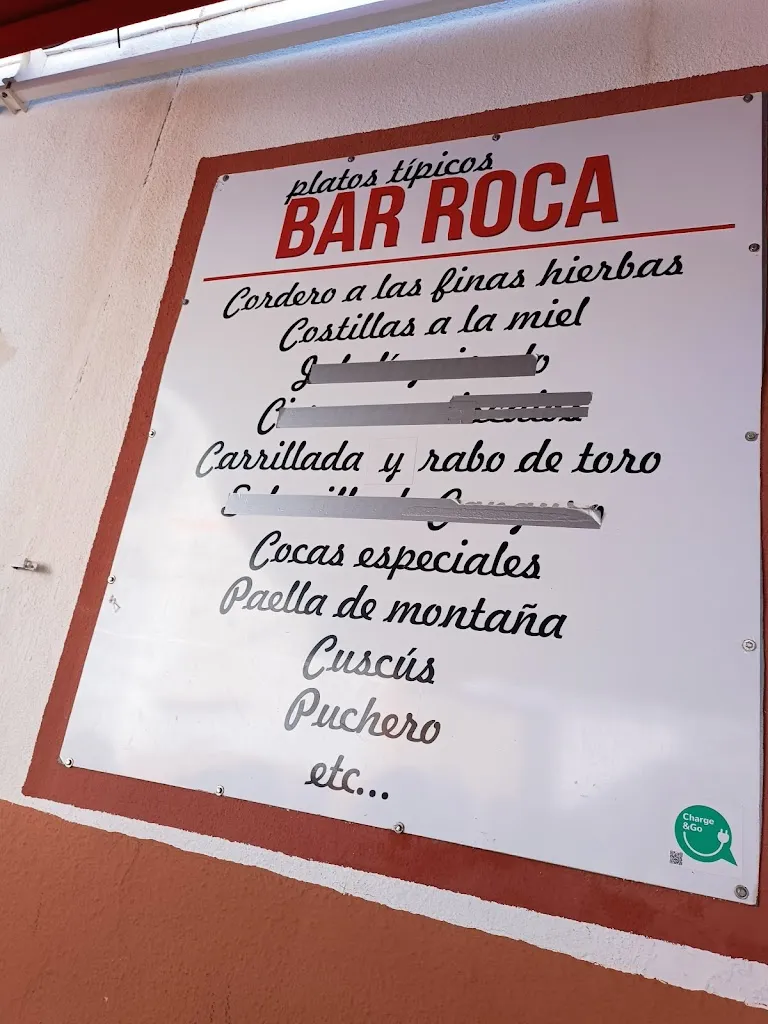 platos típicos
BAR ROCA
Cordero a las finas hierbas
Costillas a la miel
Carrillada y rabo de toro
Cocas especiales
Paella de montaña
Cuscús
Puchero
etc...
Charge
&Go